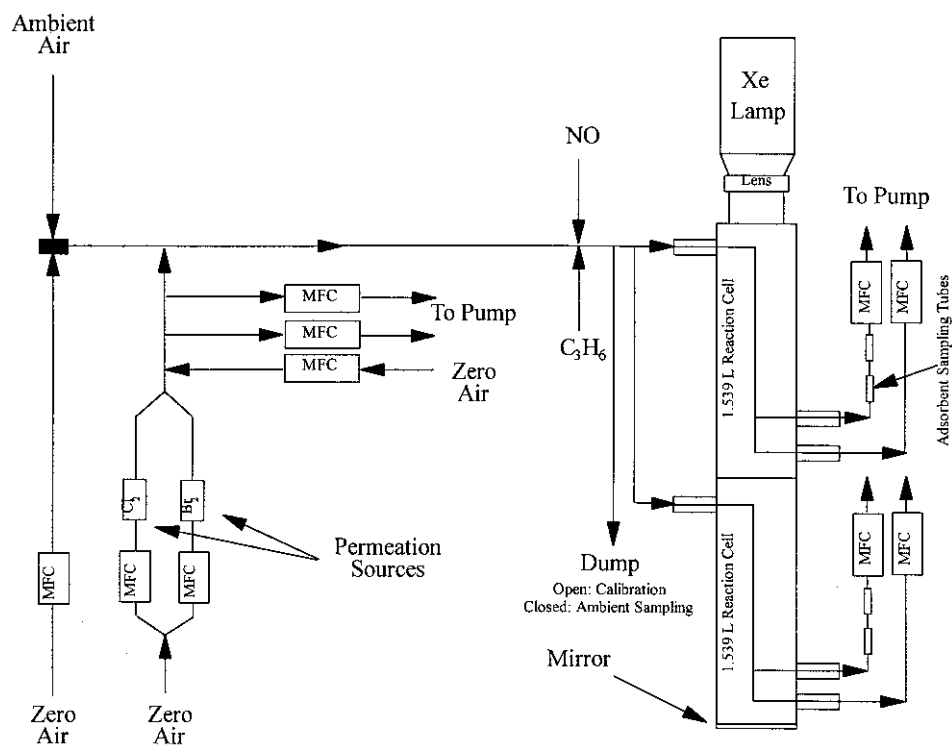 Ambient
Air
Xe
Lamp
NO
Lens
To Pump
MFC
MFC
MFC
To Pump
MFC
MFC
Zero
Air
C₃H₆
MFC
1.539 L Reaction Cell
Adsorbent Sampling Tubes
Cl₂
Br₂
Permeation
Sources
MFC
MFC
MFC
Dump
Open: Calibration
Closed: Ambient Sampling
MFC
MFC
1.539 L Reaction Cell
Mirror
Zero
Air
Zero
Air